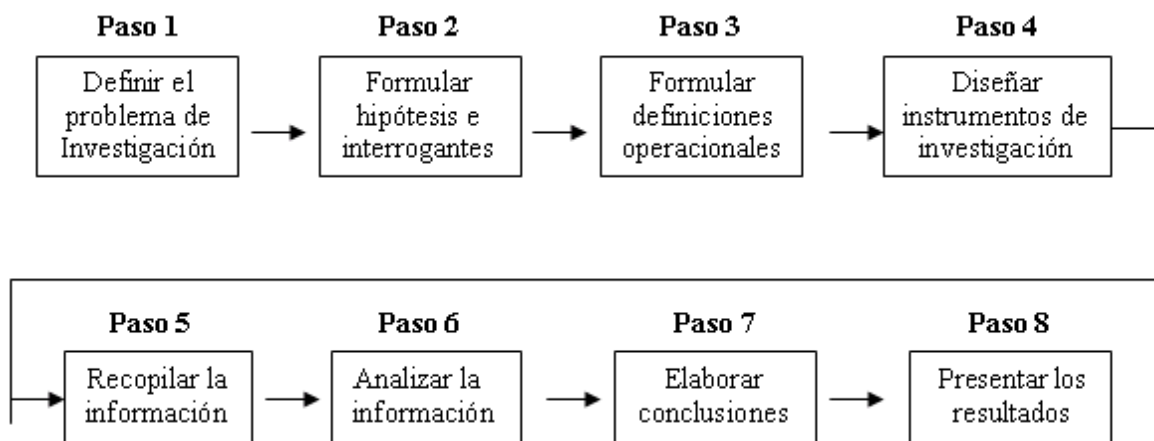 Paso 1
Definir el
problema de
Investigación
Paso 2
Formular
hipótesis e
interrogantes
Paso 3
Formular
definiciones
operacionales
Paso 4
Diseñar
instrumentos de
investigación
Paso 5
Recopilar la
información
Paso 6
Analizar la
información
Paso 7
Elaborar
conclusiones
Paso 8
Presentar los
resultados